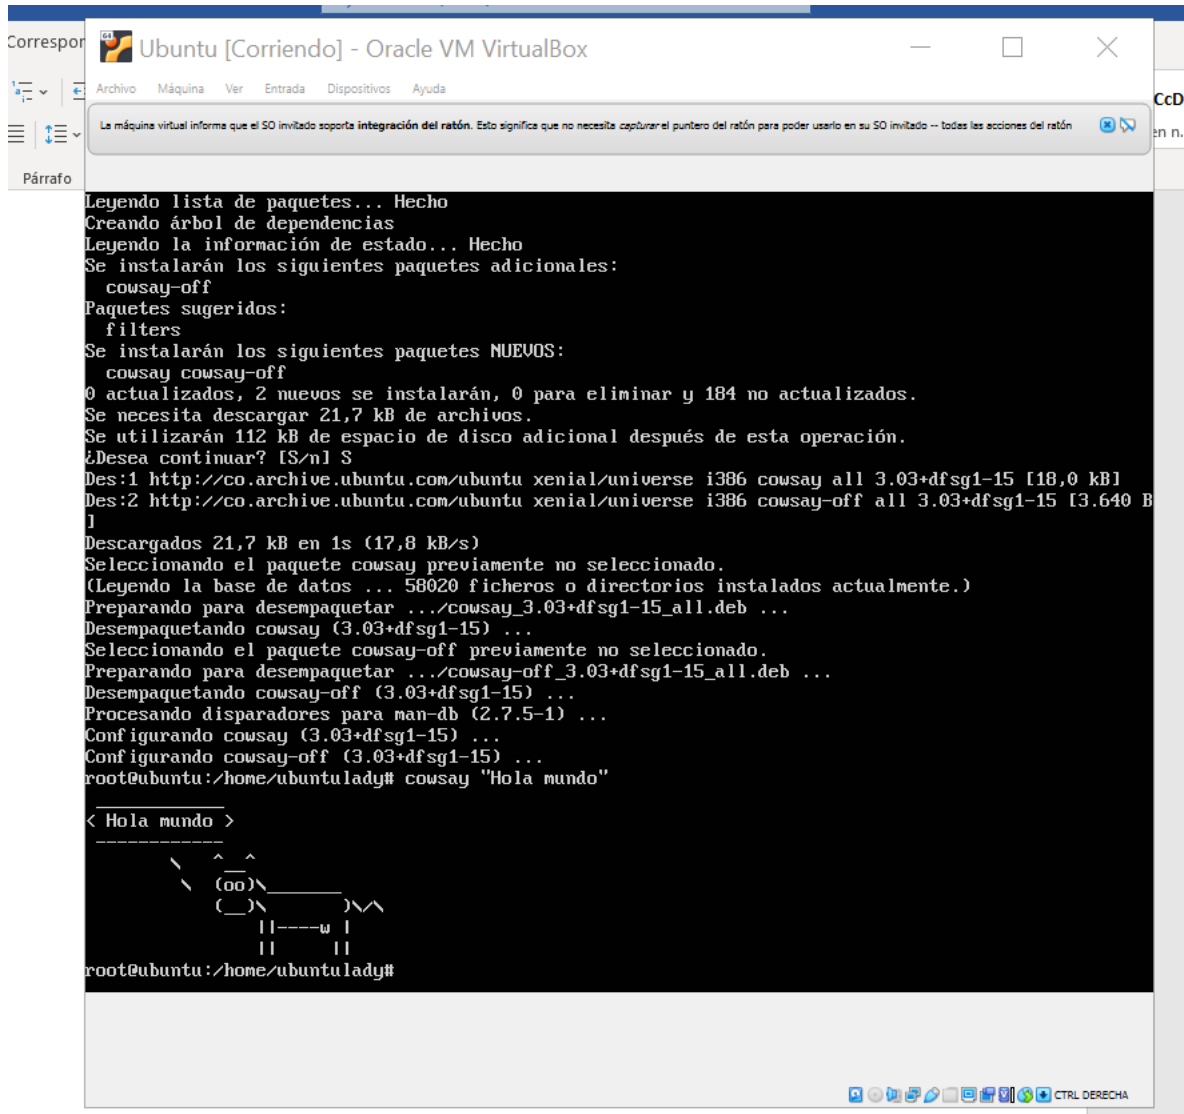 Correspor
Ubuntu [Corriendo] - Oracle VM VirtualBox
Archivo Máquina Ver Entrada Dispositivos Ayuda
CcD
La máquina virtual informa que el SO invitado soporta integración del ratón. Esto significa que no necesita capturar el puntero del ratón para poder usarlo en su SO invitado -- todas las acciones del ratón
en n.
Párrafo
Leyendo lista de paquetes... Hecho
Creando árbol de dependencias
Leyendo la información de estado... Hecho
Se instalarán los siguientes paquetes adicionales:
  cowsay-off
Paquetes sugeridos:
  filters
Se instalarán los siguientes paquetes NUEVOS:
  cowsay cowsay-off
0 actualizados, 2 nuevos se instalarán, 0 para eliminar y 184 no actualizados.
Se necesita descargar 21,7 kB de archivos.
Se utilizarán 112 kB de espacio de disco adicional después de esta operación.
¿Desea continuar? [S/n] S
Des:1 http://co.archive.ubuntu.com/ubuntu xenial/universe i386 cowsay all 3.03+dfsg1-15 [18,0 kB]
Des:2 http://co.archive.ubuntu.com/ubuntu xenial/universe i386 cowsay-off all 3.03+dfsg1-15 [3.640 B
]
Descargados 21,7 kB en 1s (17,8 kB/s)
Seleccionando el paquete cowsay previamente no seleccionado.
(Leyendo la base de datos ... 58020 ficheros o directorios instalados actualmente.)
Preparando para desempaquetar .../cowsay_3.03+dfsg1-15_all.deb ...
Desempaquetando cowsay (3.03+dfsg1-15) ...
Seleccionando el paquete cowsay-off previamente no seleccionado.
Preparando para desempaquetar .../cowsay-off_3.03+dfsg1-15_all.deb ...
Desempaquetando cowsay-off (3.03+dfsg1-15) ...
Procesando disparadores para man-db (2.7.5-1) ...
Configurando cowsay (3.03+dfsg1-15) ...
Configurando cowsay-off (3.03+dfsg1-15) ...
root@ubuntu:/home/ubuntulady# cowsay "Hola mundo"
 ____________
< Hola mundo >
 ------------
        \   ^__^
         \  (oo)\_______
            (__)\       )\/\
                ||----w |
                ||     ||
root@ubuntu:/home/ubuntulady#
CTRL DERECHA